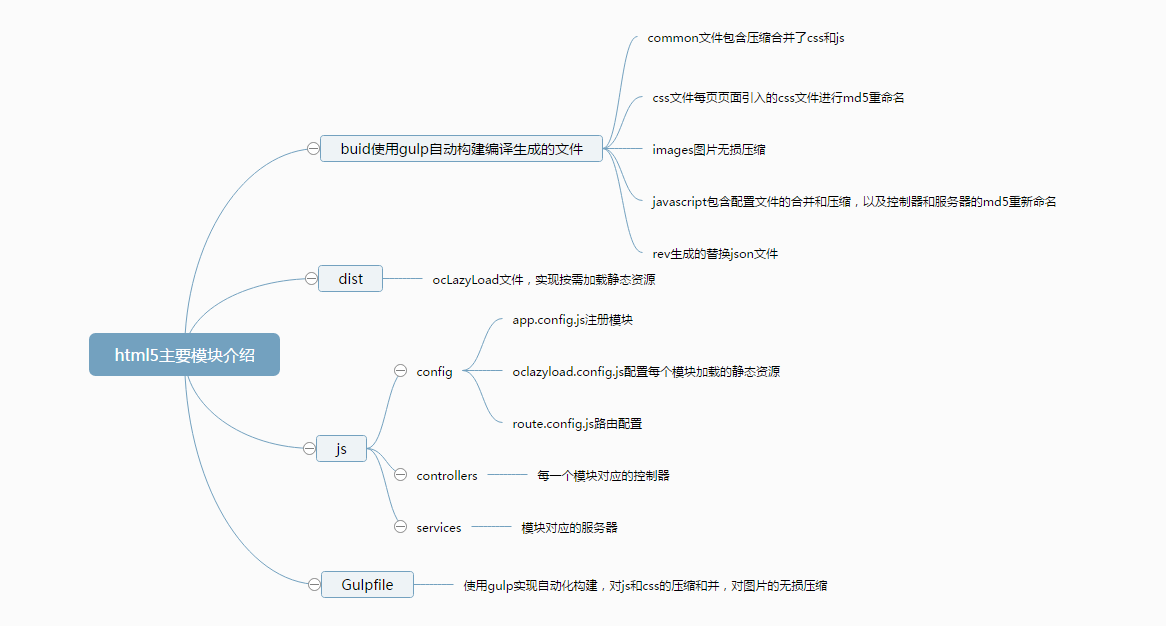 html5主要模块介绍
buid使用gulp自动构建编译生成的文件
common文件包含压缩合并了css和js
css文件每页页面引入的css文件进行md5重命名
images图片无损压缩
javascript包含配置文件的合并和压缩，以及控制器和服务器的md5重新命名
rev生成的替换json文件
dist
ocLazyLoad文件，实现按需加载静态资源
js
config
app.config.js注册模块
oclazyload.config.js配置每个模块加载的静态资源
route.config.js路由配置
controllers
每一个模块对应的控制器
services
模块对应的服务器
Gulpfile
使用gulp实现自动化构建，对js和css的压缩和并，对图片的无损压缩